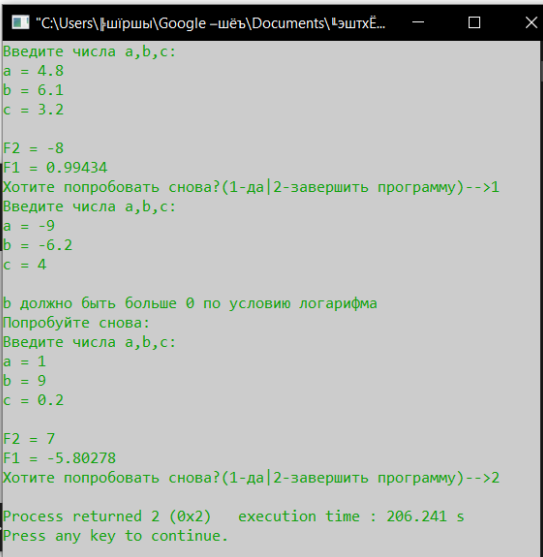 "C:\Users\╠шїршы\Google –шёъ\Documents\╙эштхЁ...
Введите числа a,b,c:
a = 4.8
b = 6.1
c = 3.2
F2 = -8
F1 = 0.99434
Хотите попробовать снова?(1-да|2-завершить программу)-->1
Введите числа a,b,c:
a = -9
b = -6.2
c = 4
b должно быть больше 0 по условию логарифма
Попробуйте снова:
Введите числа a,b,c:
a = 1
b = 9
c = 0.2
F2 = 7
F1 = -5.80278
Хотите попробовать снова?(1-да|2-завершить программу)-->2
Process returned 2 (0x2)   execution time : 206.241 s
Press any key to continue.